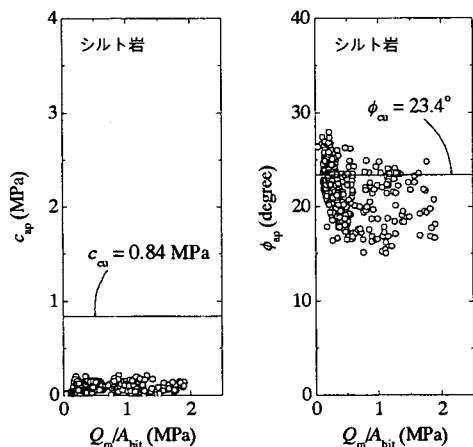 シルト岩
4
3
2
1
0
c_ap (MPa)
c_cu = 0.84 MPa
0 1 2
Q_m/A_bit (MPa)
シルト岩
40
30
20
10
0
ϕ_ap (degree)
ϕ_cu = 23.4°
0 1 2
Q_m/A_bit (MPa)